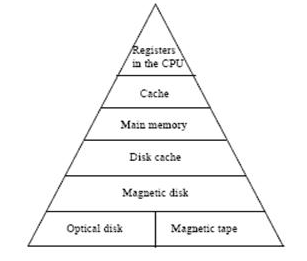 Registers
in the CPU
Cache
Main memory
Disk cache
Magnetic disk
Optical disk
Magnetic tape